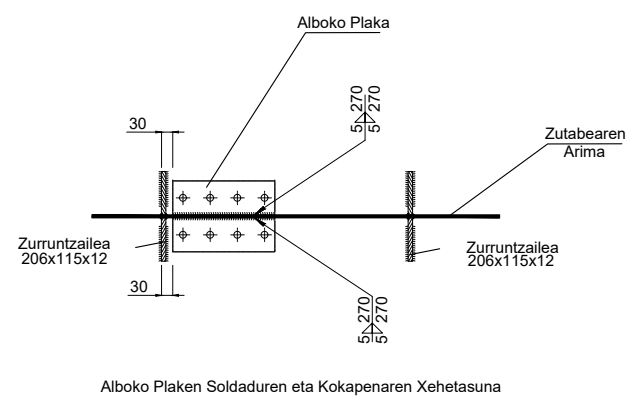 Alboko Plaka
5 270
5 270
30
Zutabearen
Arima
Zurruntzailea
206x115x12
Zurruntzailea
206x115x12
30
5 270
5 270
Alboko Plaken Soldaduren eta Kokapenaren Xehetasuna